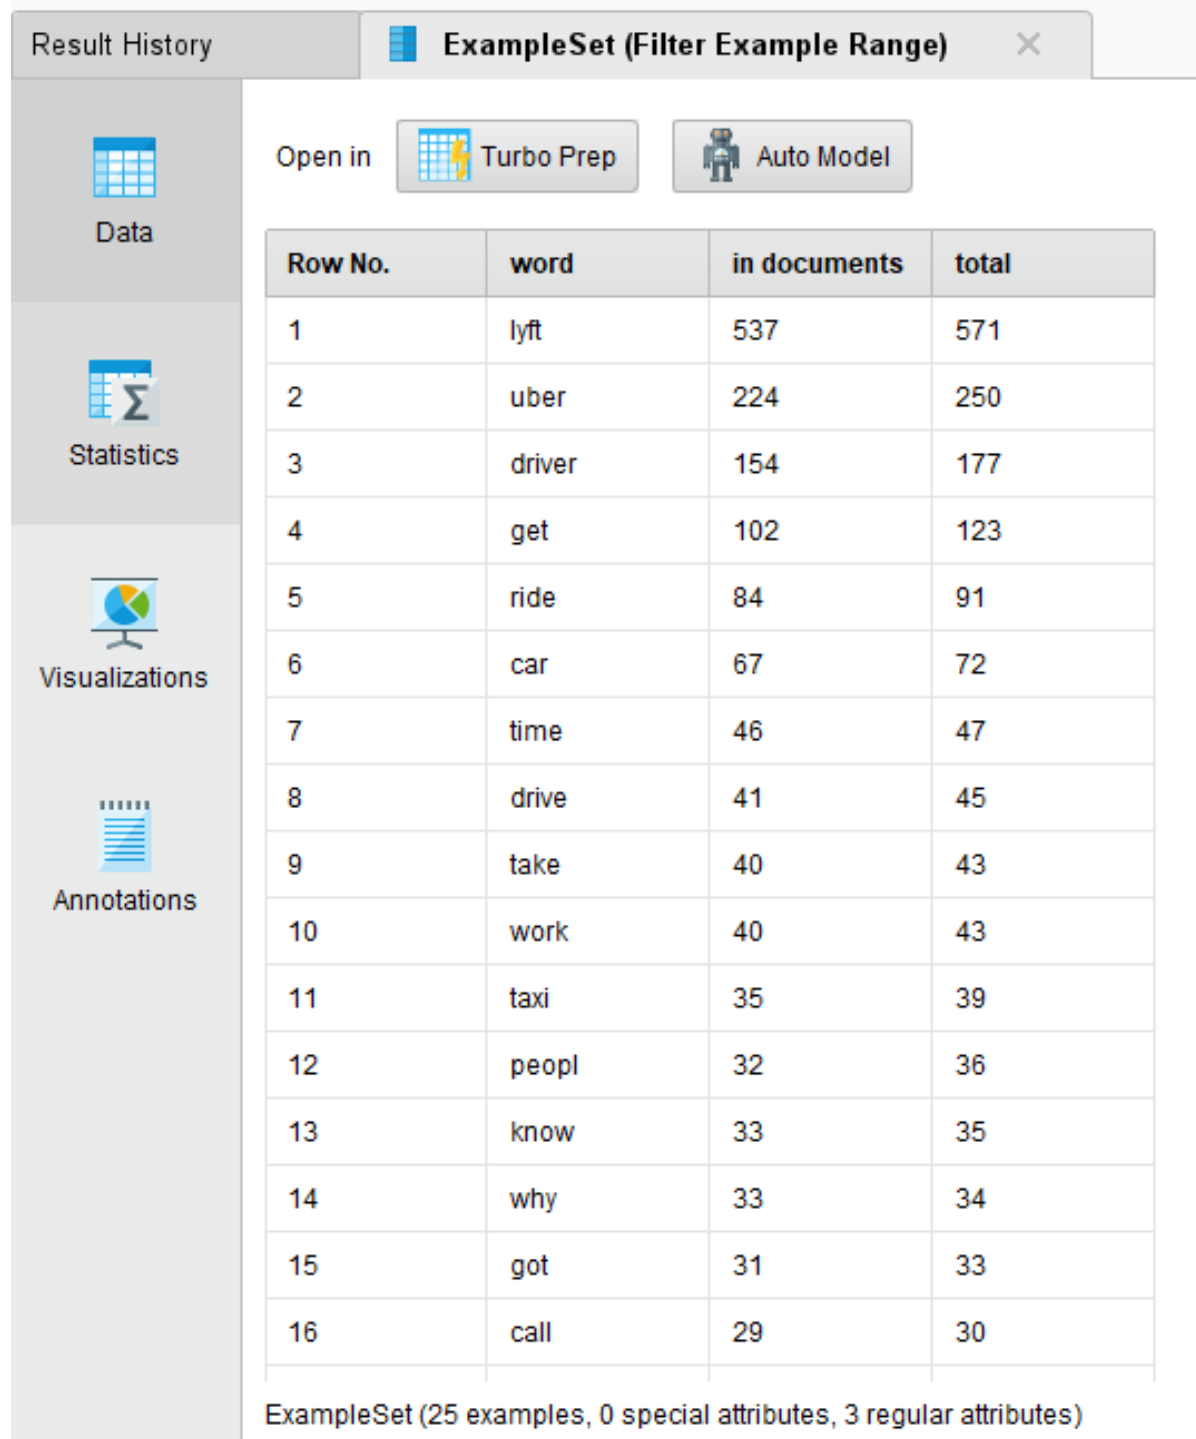 Result History ExampleSet (Filter Example Range)
Open in Turbo Prep Auto Model
Data
Statistics
Visualizations
Annotations
Row No. word in documents total
1 lyft 537 571
2 uber 224 250
3 driver 154 177
4 get 102 123
5 ride 84 91
6 car 67 72
7 time 46 47
8 drive 41 45
9 take 40 43
10 work 40 43
11 taxi 35 39
12 peopl 32 36
13 know 33 35
14 why 33 34
15 got 31 33
16 call 29 30
ExampleSet (25 examples, 0 special attributes, 3 regular attributes)